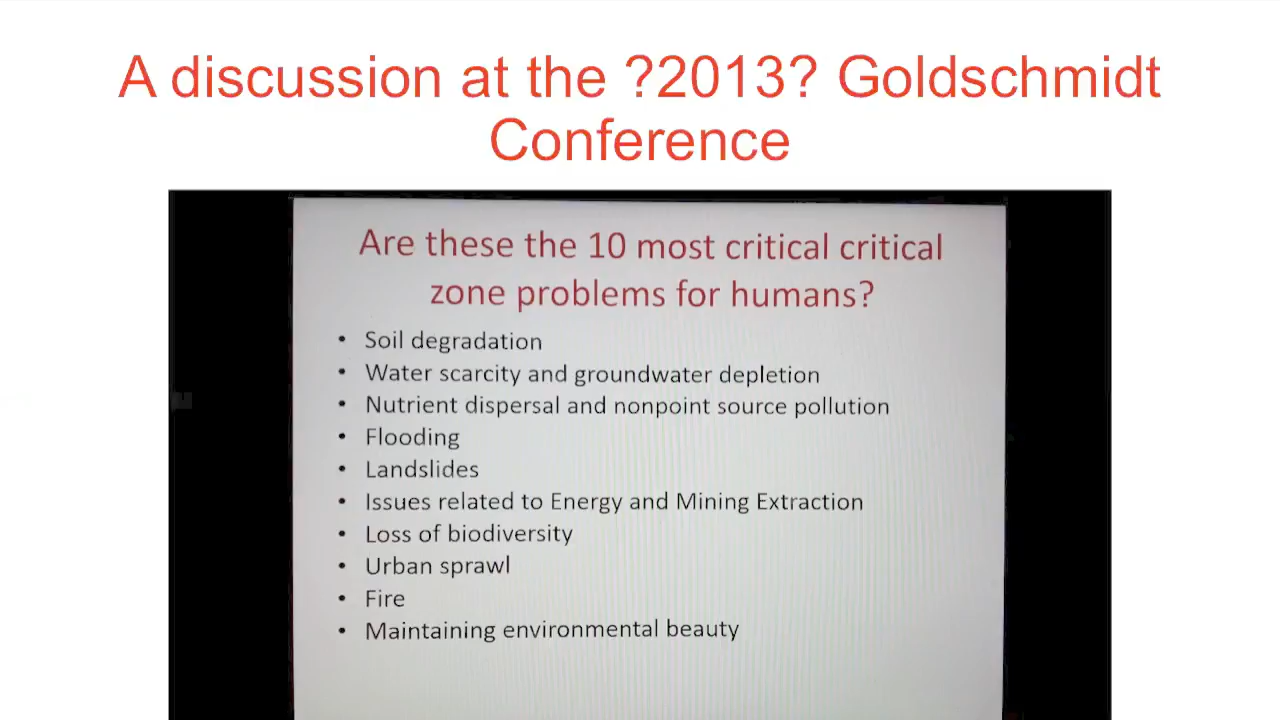 A discussion at the ?2013? Goldschmidt
Conference
Are these the 10 most critical critical
zone problems for humans?
• Soil degradation
• Water scarcity and groundwater depletion
• Nutrient dispersal and nonpoint source pollution
• Flooding
• Landslides
• Issues related to Energy and Mining Extraction
• Loss of biodiversity
• Urban sprawl
• Fire
• Maintaining environmental beauty